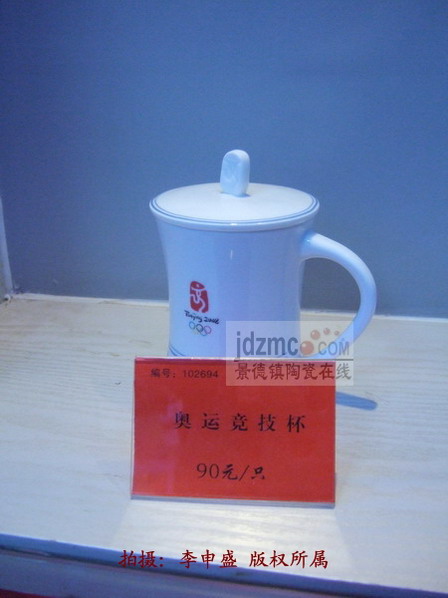 Beijing 2008
jdzmc.com
景德镇陶瓷在线
编号：102694
奥运竞技杯
90元/只
拍摄：李申盛 版权所属